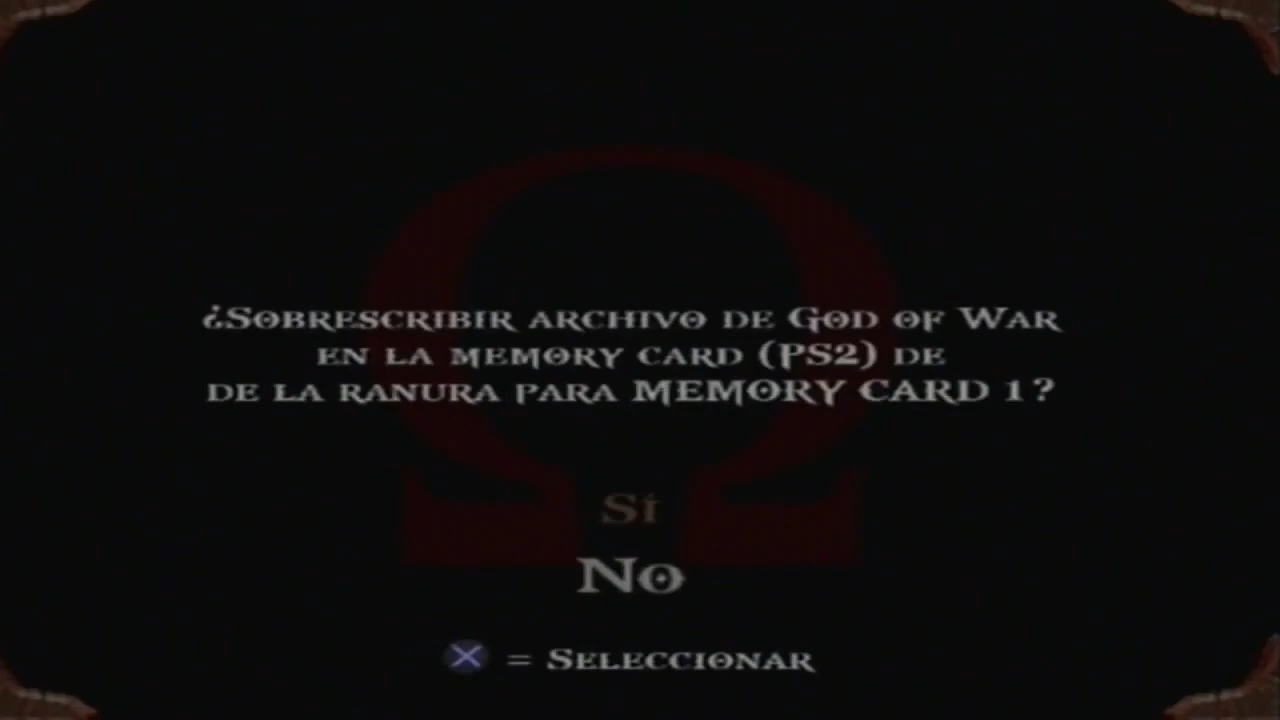 ¿Sobrescribir archivo de God of War
en la memory card (PS2) de
de la ranura para MEMORY CARD 1?
Sí
No
= Seleccionar